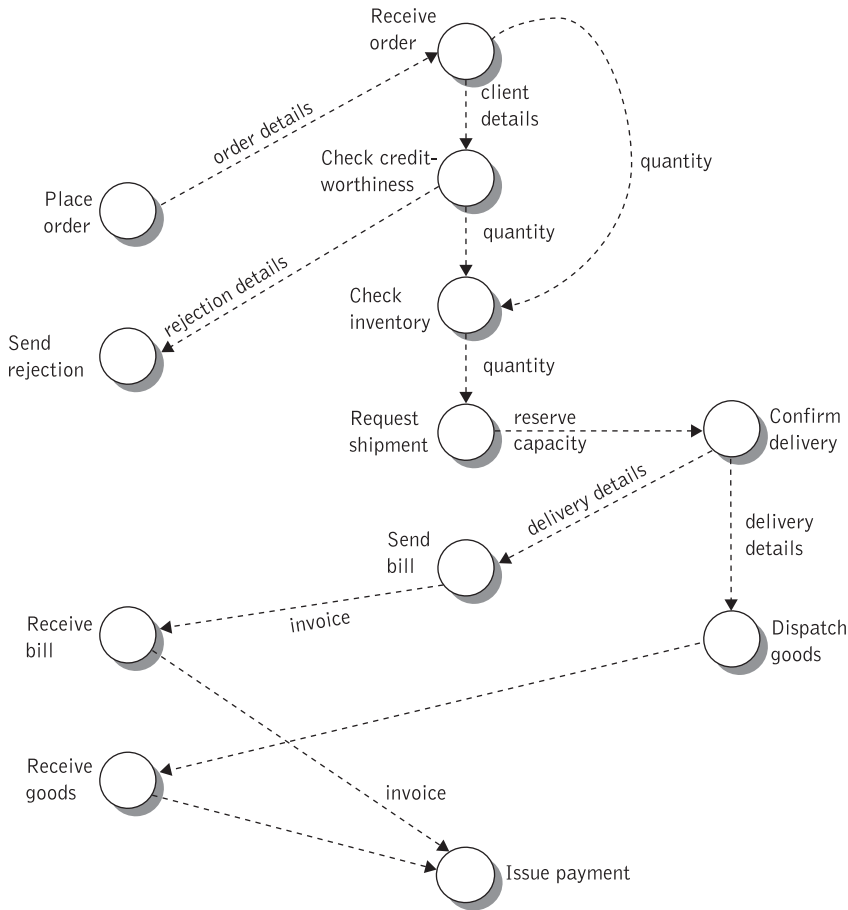 Receive
order
client
details
order details
Check credit-
worthiness
quantity
Place
order
quantity
rejection details
Check
inventory
Send
rejection
quantity
Request
shipment
reserve
capacity
Confirm
delivery
delivery details
delivery
details
Send
bill
invoice
Receive
bill
Dispatch
goods
Receive
goods
invoice
Issue payment